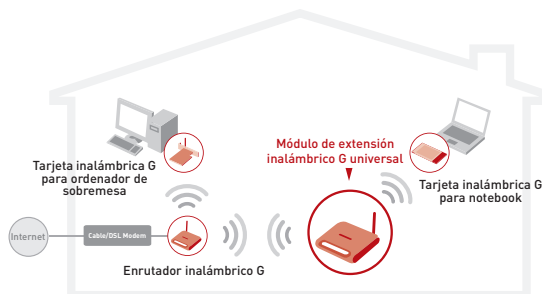 Módulo de extensión
inalámbrico G universal
Tarjeta inalámbrica G
para ordenador de
sobremesa
Tarjeta inalámbrica G
para notebook
Internet
Cable/DSL Modem
Enrutador inalámbrico G